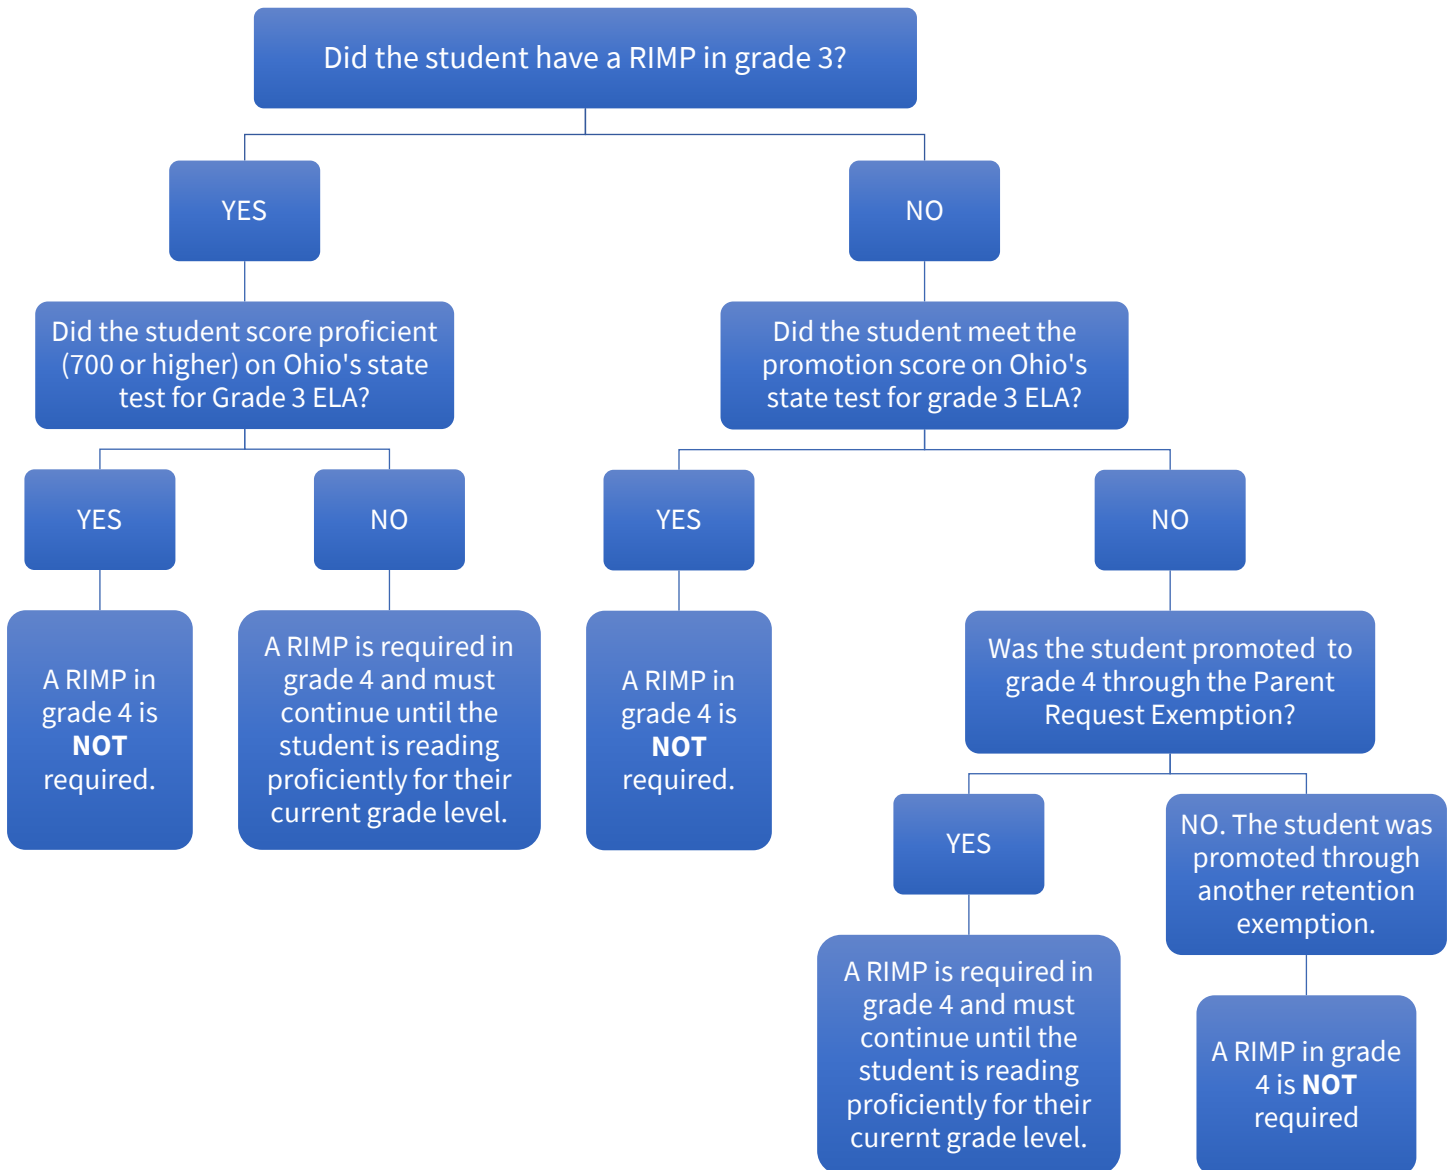 Did the student have a RIMP in grade 3?
YES
NO
Did the student score proficient
(700 or higher) on Ohio's state
test for Grade 3 ELA?
Did the student meet the
promotion score on Ohio's
state test for grade 3 ELA?
YES
NO
YES
NO
A RIMP in
grade 4 is
NOT
required.
A RIMP is required in
grade 4 and must
continue until the
student is reading
proficiently for their
current grade level.
A RIMP in
grade 4 is
NOT
required.
Was the student promoted to
grade 4 through the Parent
Request Exemption?
YES
NO. The student was
promoted through
another retention
exemption.
A RIMP is required in
grade 4 and must
continue until the
student is reading
proficiently for their
curernt grade level.
A RIMP in grade
4 is NOT
required